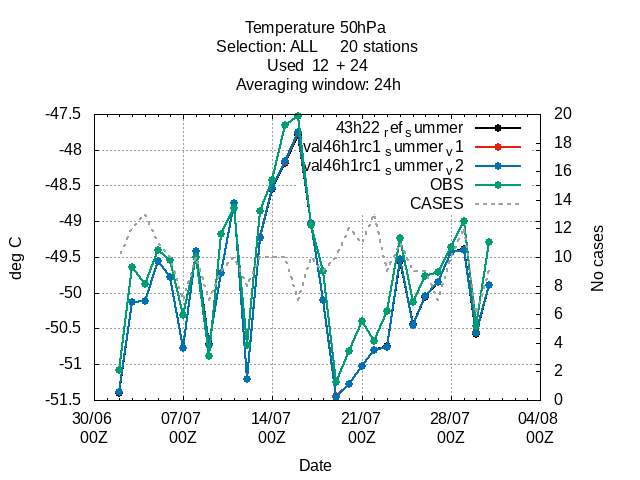 Temperature 50hPa
Selection: ALL 20 stations
Used 12 + 24
Averaging window: 24h
-47.5
-48
-48.5
-49
-49.5
-50
-50.5
-51
-51.5
deg C
20
18
16
14
12
10
8
6
4
2
0
No cases
43h22_ref_summer
val46h1rc1_summer_v1
val46h1rc1_summer_v2
OBS
CASES
30/06 07/07 14/07 21/07 28/07 04/08
00Z 00Z 00Z 00Z 00Z 00Z
Date